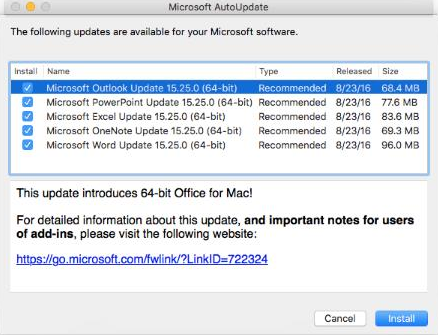 Microsoft AutoUpdate
The following updates are available for your Microsoft software.
Install Name Type Released Size
Microsoft Outlook Update 15.25.0 (64-bit) Recommended 8/23/16 68.4 MB
Microsoft PowerPoint Update 15.25.0 (64-bit) Recommended 8/23/16 77.6 MB
Microsoft Excel Update 15.25.0 (64-bit) Recommended 8/23/16 83.6 MB
Microsoft OneNote Update 15.25.0 (64-bit) Recommended 8/23/16 69.3 MB
Microsoft Word Update 15.25.0 (64-bit) Recommended 8/23/16 96.0 MB
This update introduces 64-bit Office for Mac!
For detailed information about this update, and important notes for users
of add-ins, please visit the following website:
https://go.microsoft.com/fwlink/?LinkID=722324
Cancel Install